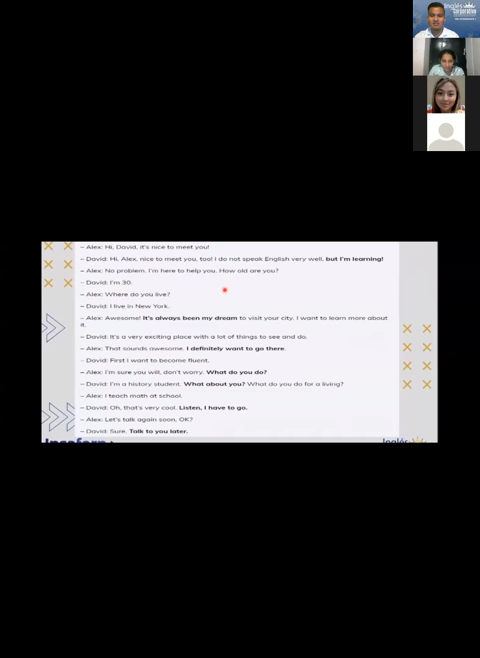 Inglés
Corporativo
– Alex: Hi, David, it's nice to meet you!
– David: Hi, Alex, nice to meet you, too! I do not speak English very well, but I'm learning!
– Alex: No problem. I'm here to help you. How old are you?
– David: I'm 30.
– Alex: Where do you live?
– David: I live in New York.
– Alex: Awesome! It's always been my dream to visit your city. I want to learn more about
it.
– David: It's a very exciting place with a lot of things to see and do.
– Alex: That sounds awesome. I definitely want to go there.
– David: First I want to become fluent.
– Alex: I'm sure you will, don't worry. What do you do?
– David: I'm a history student. What about you? What do you do for a living?
– Alex: I teach math at school.
– David: Oh, that's very cool. Listen, I have to go.
– Alex: Let's talk again soon, OK?
– David: Sure. Talk to you later.
Inglés